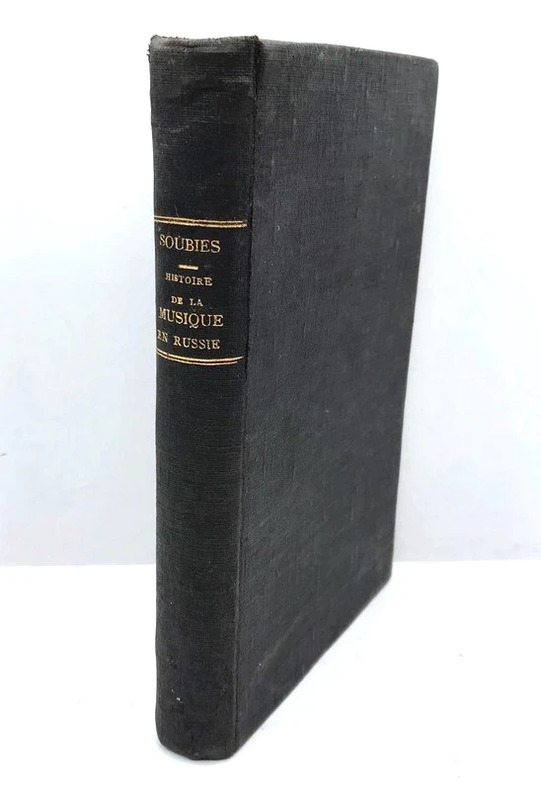 SOUBIES
HISTOIRE
DE LA
MUSIQUE
EN RUSSIE